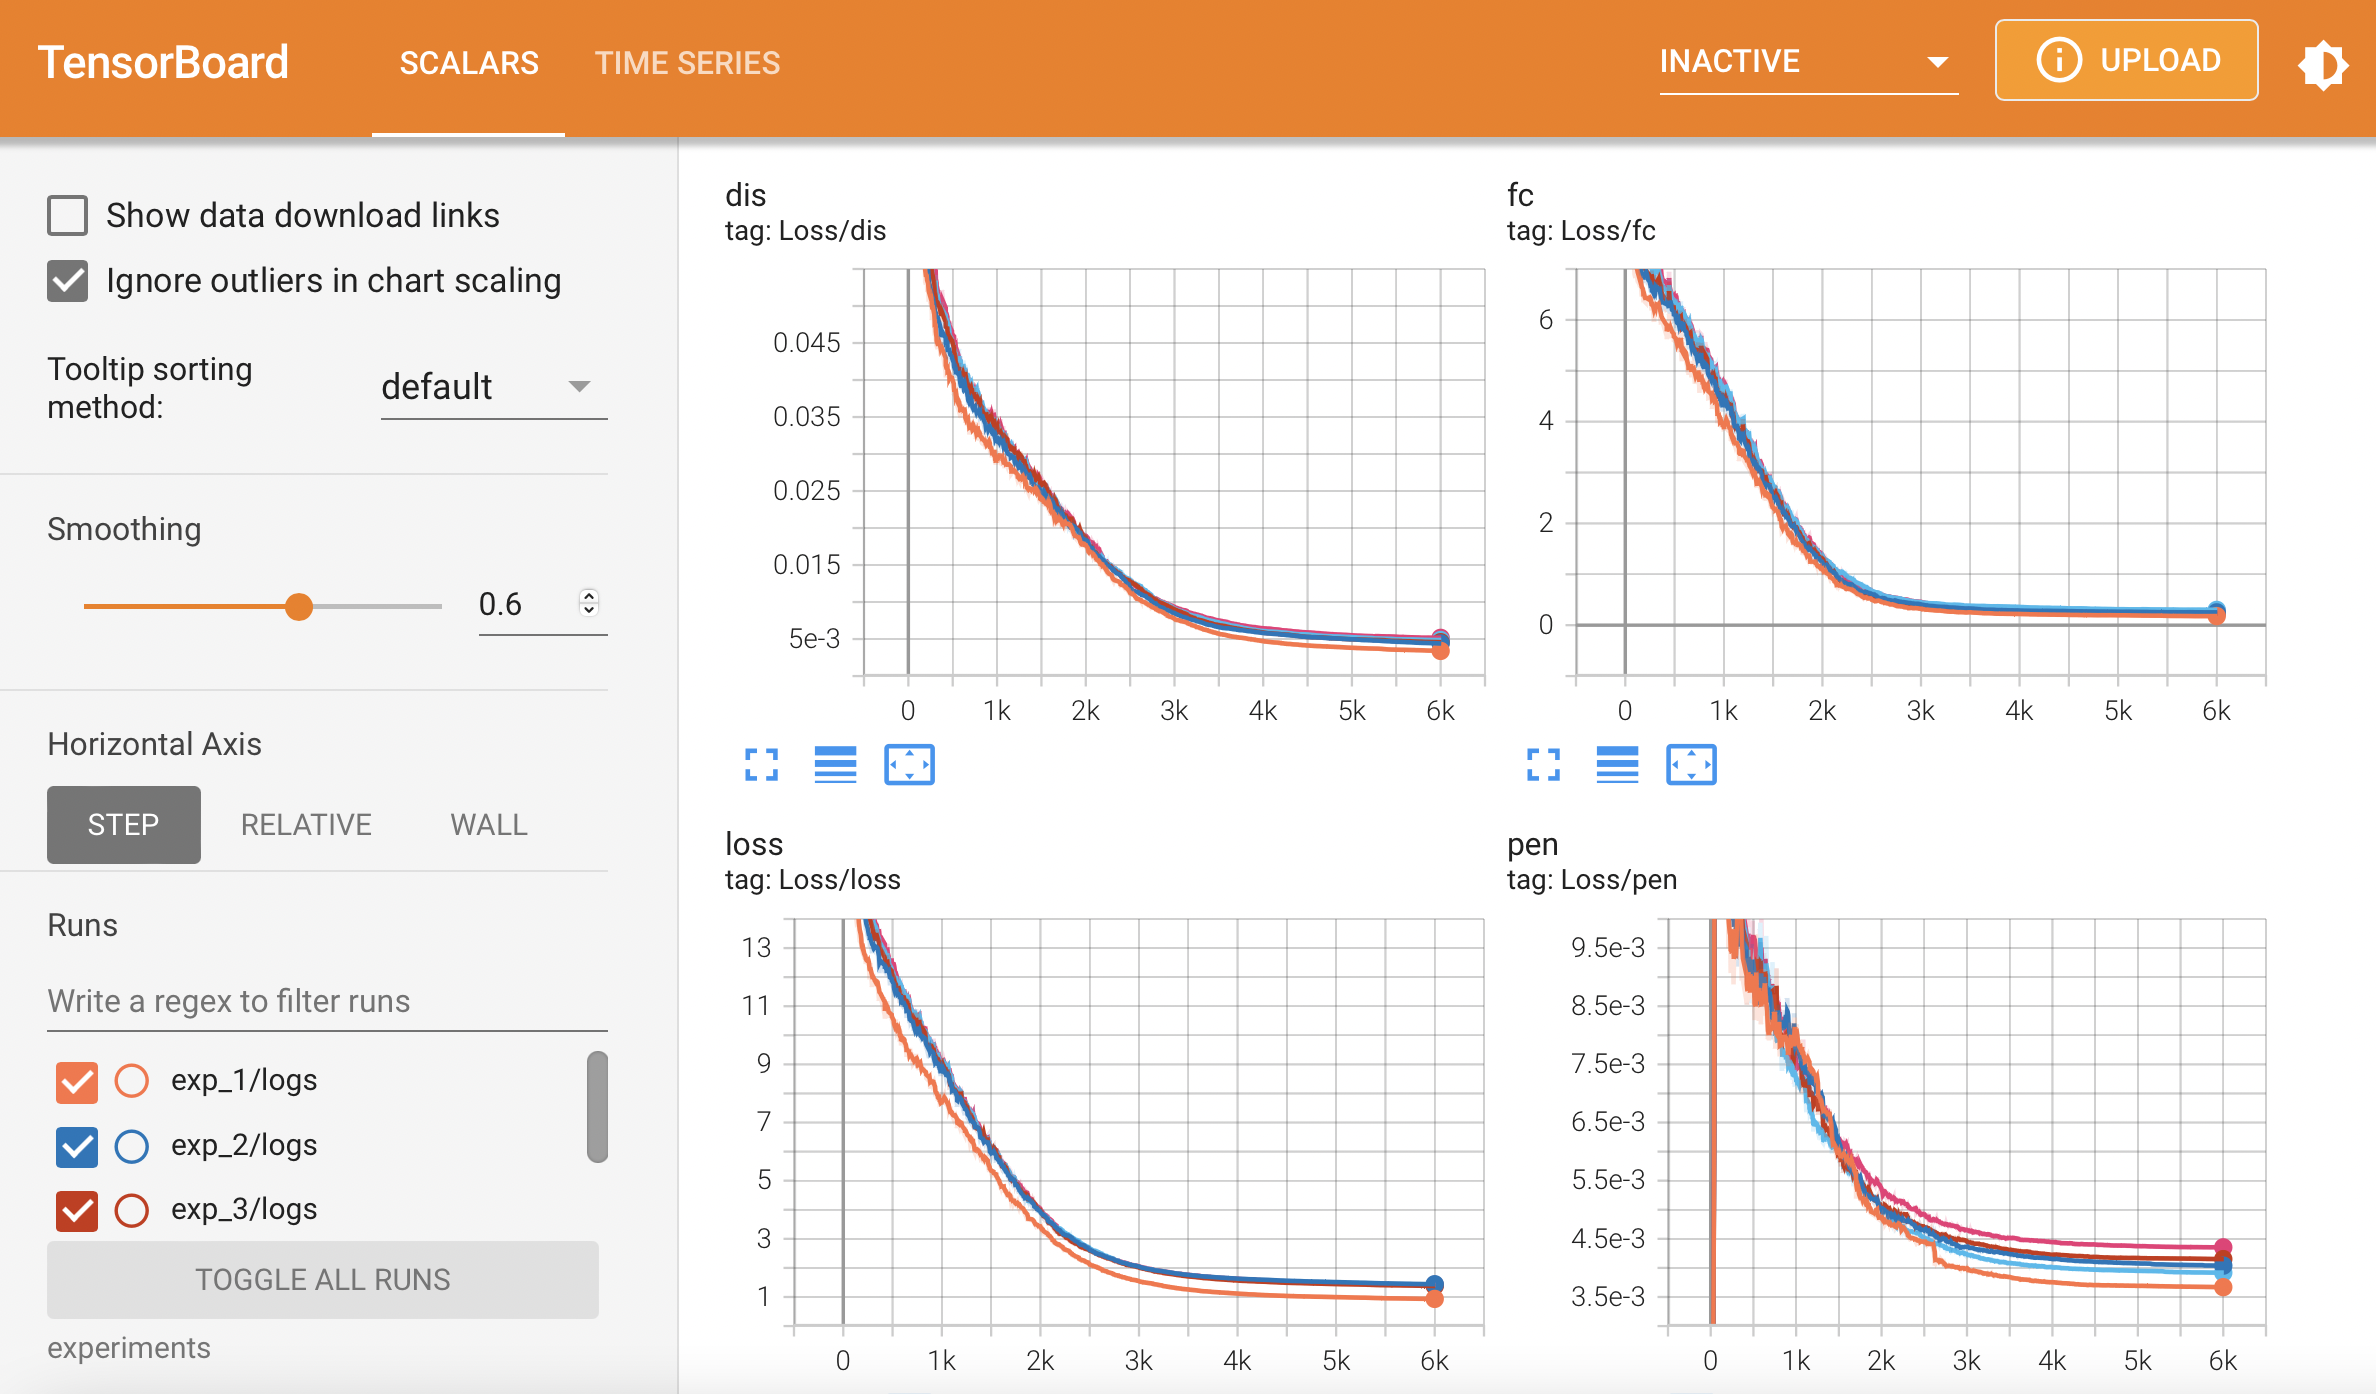 TensorBoard
SCALARS
TIME SERIES
INACTIVE
UPLOAD
Show data download links
Ignore outliers in chart scaling
Tooltip sorting
method:
default
Smoothing
0.6
Horizontal Axis
STEP
RELATIVE
WALL
Runs
Write a regex to filter runs
exp_1/logs
exp_2/logs
exp_3/logs
TOGGLE ALL RUNS
experiments
dis
tag: Loss/dis
0.045
0.035
0.025
0.015
5e-3
0 1k 2k 3k 4k 5k 6k
fc
tag: Loss/fc
6
4
2
0
0 1k 2k 3k 4k 5k 6k
loss
tag: Loss/loss
13
11
9
7
5
3
1
0 1k 2k 3k 4k 5k 6k
pen
tag: Loss/pen
9.5e-3
8.5e-3
7.5e-3
6.5e-3
5.5e-3
4.5e-3
3.5e-3
0 1k 2k 3k 4k 5k 6k